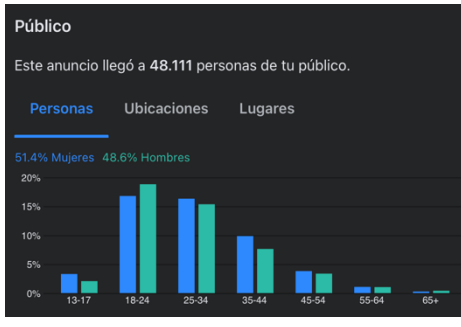 Público
Este anuncio llegó a 48.111 personas de tu público.
Personas Ubicaciones Lugares
51.4% Mujeres 48.6% Hombres
20%
15%
10%
5%
0%
13-17 18-24 25-34 35-44 45-54 55-64 65+